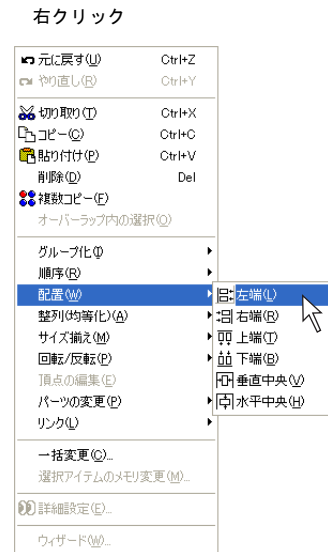 右クリック
元に戻す(U) Ctrl+Z
やり直し(R) Ctrl+Y
切り取り(T) Ctrl+X
コピー(C) Ctrl+C
貼り付け(P) Ctrl+V
削除(D) Del
複数コピー(F)
オーバーラップ内の選択(O)
グループ化(I)
順序(R)
配置(W)
整列(均等化)(A)
サイズ揃え(M)
回転/反転(P)
頂点の編集(E)
パーツの変更(P)
リンク(L)
一括変更(C)...
選択アイテムのメモリ変更(M)...
詳細設定(E)...
ウィザード(W)...
左端(L)
右端(R)
上端(T)
下端(B)
垂直中央(V)
水平中央(H)